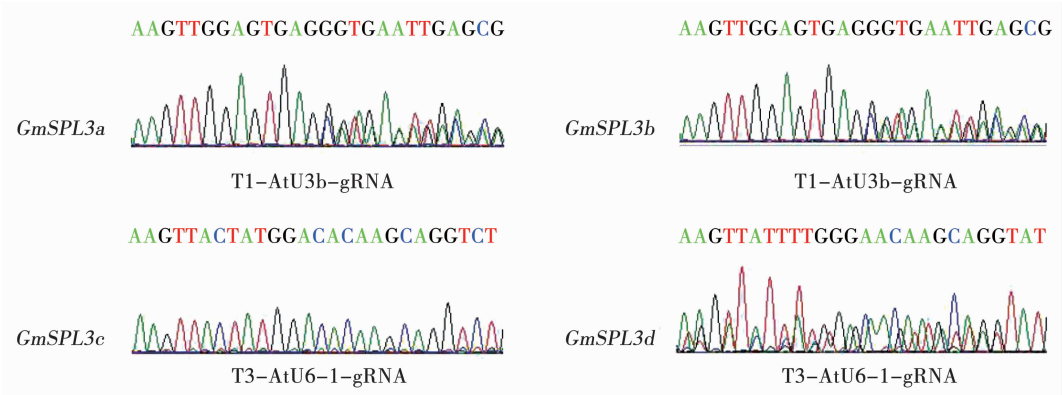 AAGTTGGAGTGAGGGTGAATTGAGCG
GmSPL3a
T1-AtU3b-gRNA
AAGTTGGAGTGAGGGTGAATTGAGCG
GmSPL3b
T1-AtU3b-gRNA
AAGTTACTATGGACACAAGCAGGTCT
GmSPL3c
T3-AtU6-1-gRNA
AAGTTATTTTGGGAACAAGCAGGTAT
GmSPL3d
T3-AtU6-1-gRNA